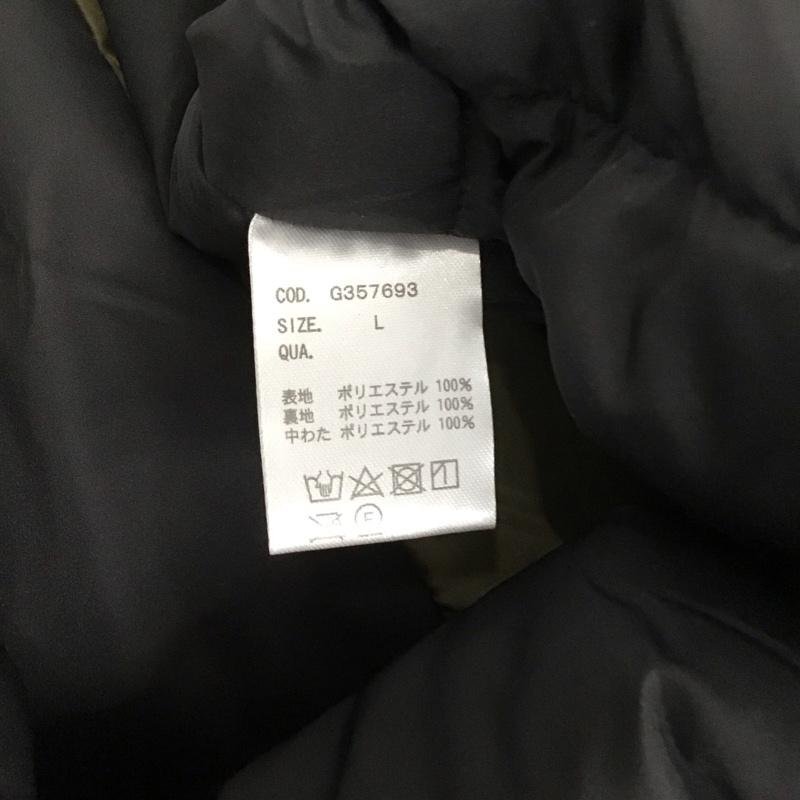 COD. G357693
SIZE. L
QUA.
表地 ポリエステル 100%
裏地 ポリエステル 100%
中わた ポリエステル 100%